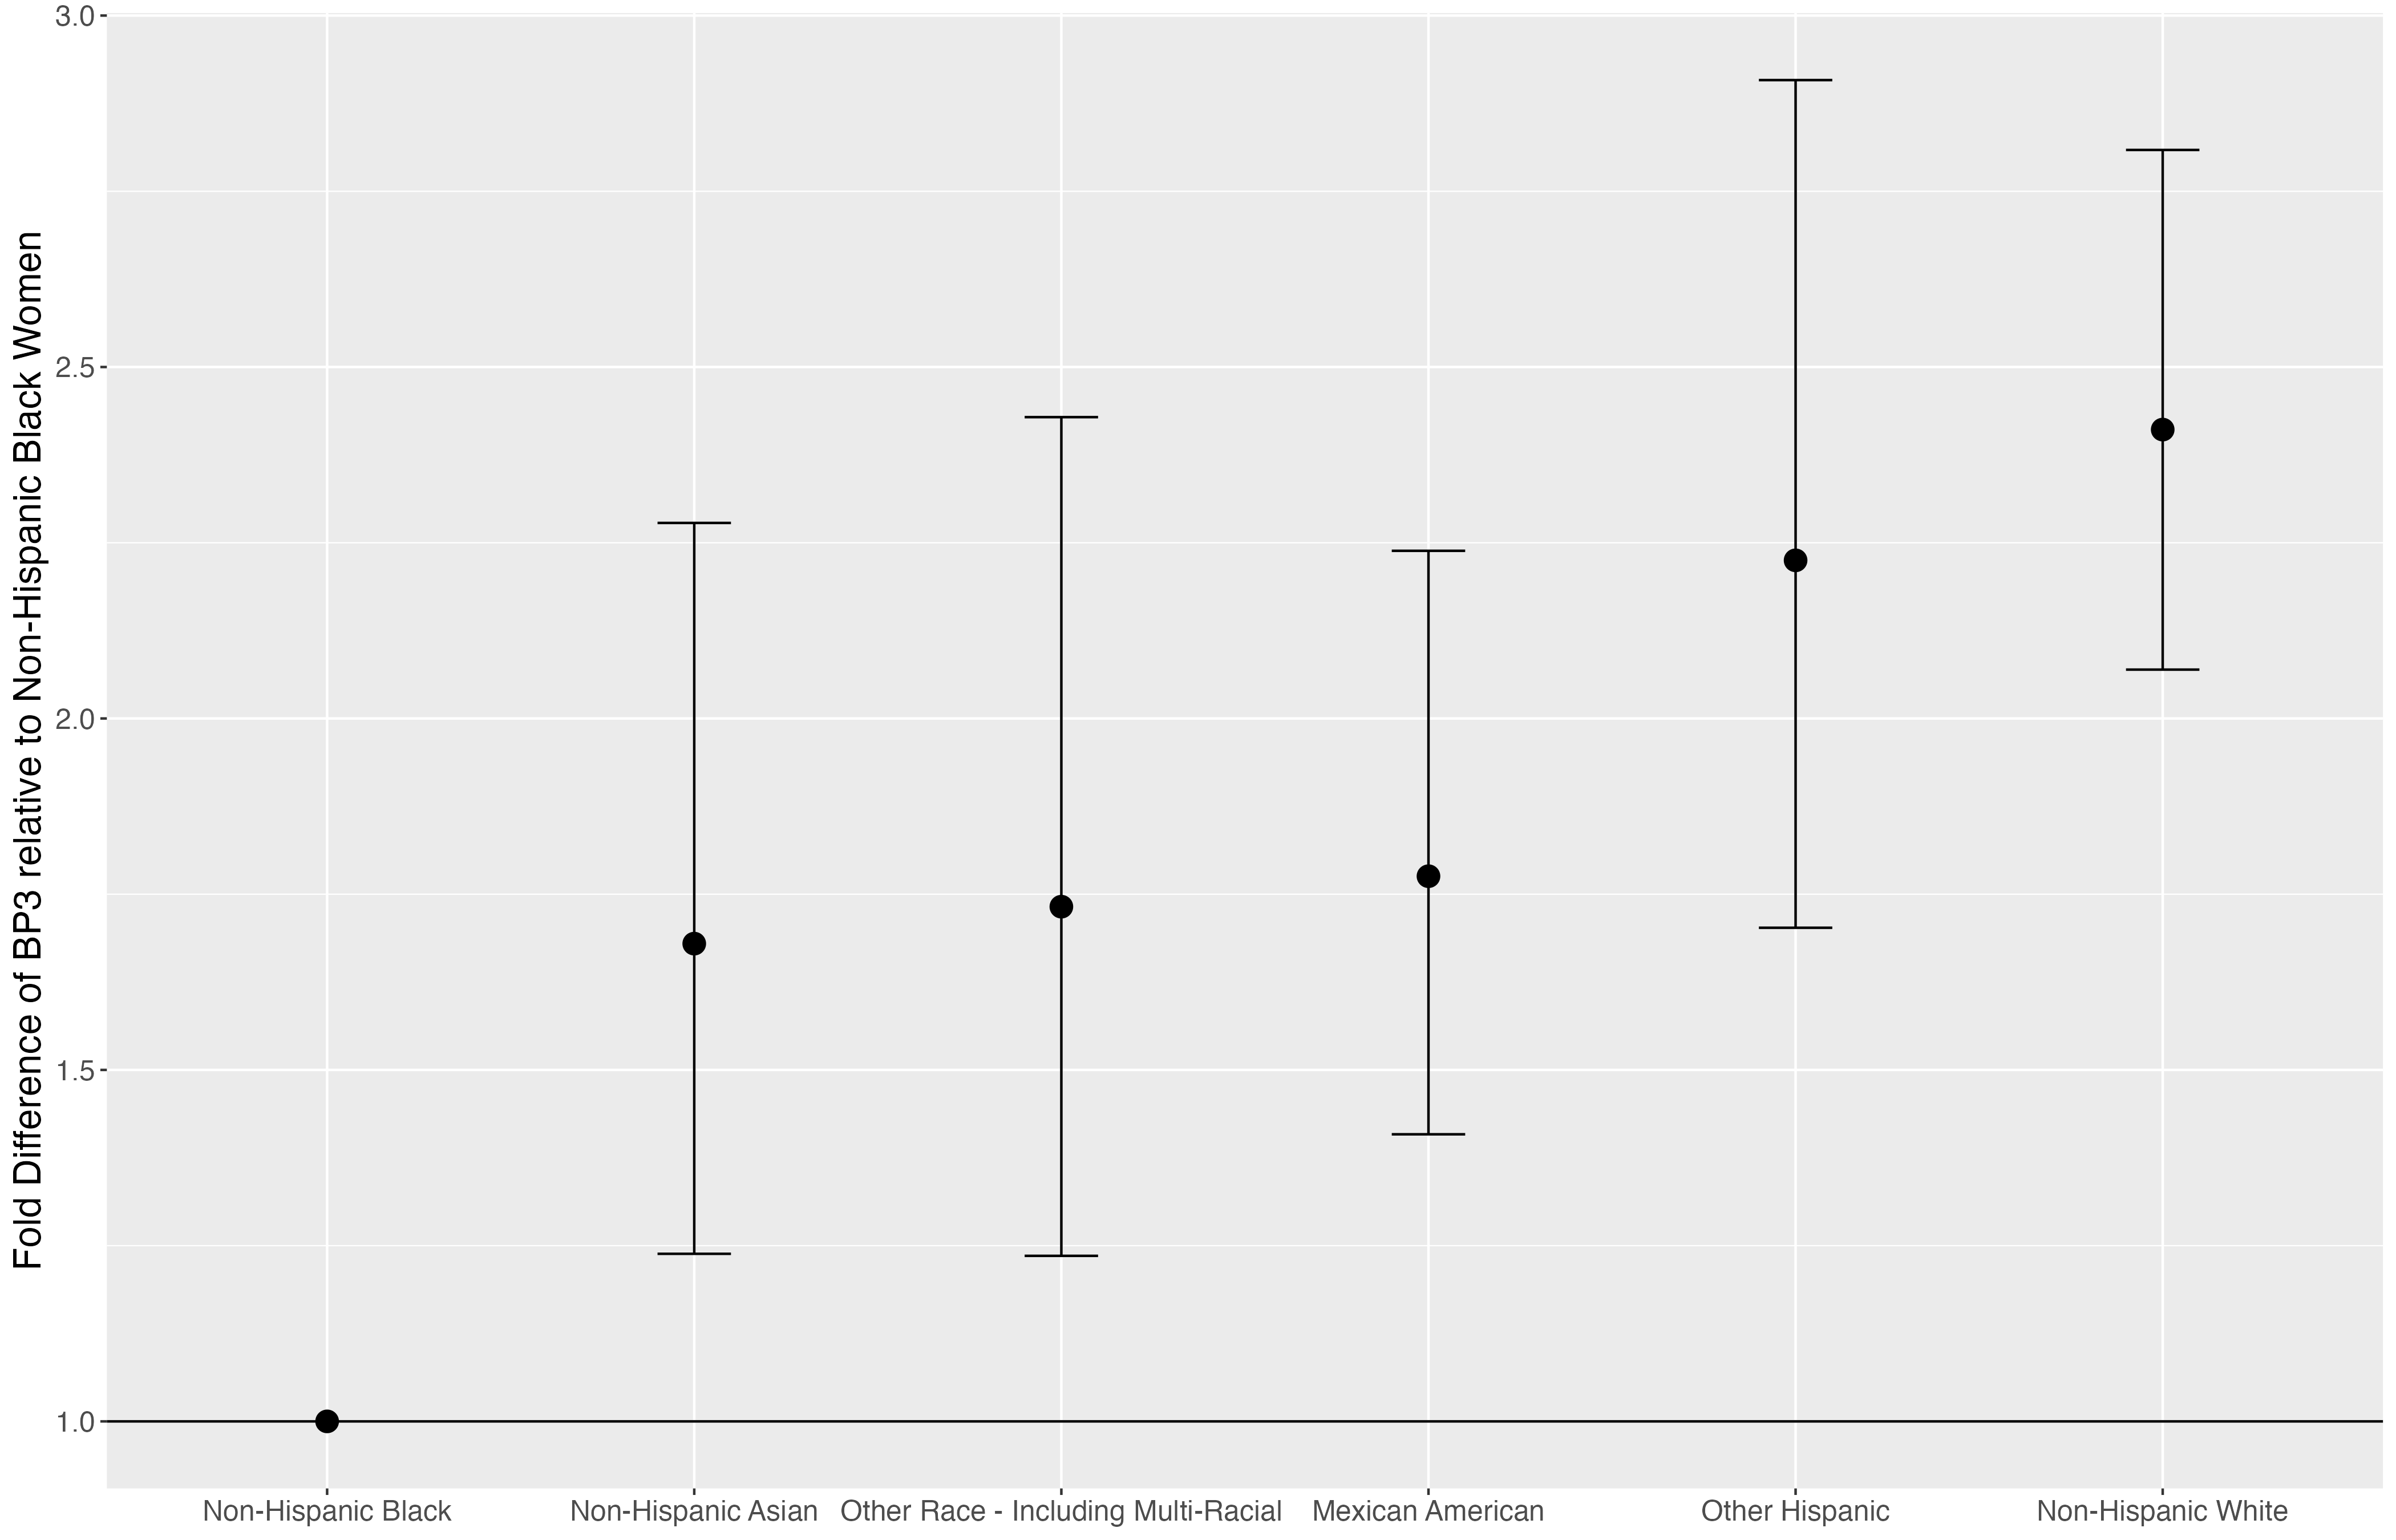 Fold Difference of BP3 relative to Non-Hispanic Black Women
3.0
2.5
2.0
1.5
1.0
Non-Hispanic Black
Non-Hispanic Asian
Other Race - Including Multi-Racial
Mexican American
Other Hispanic
Non-Hispanic White